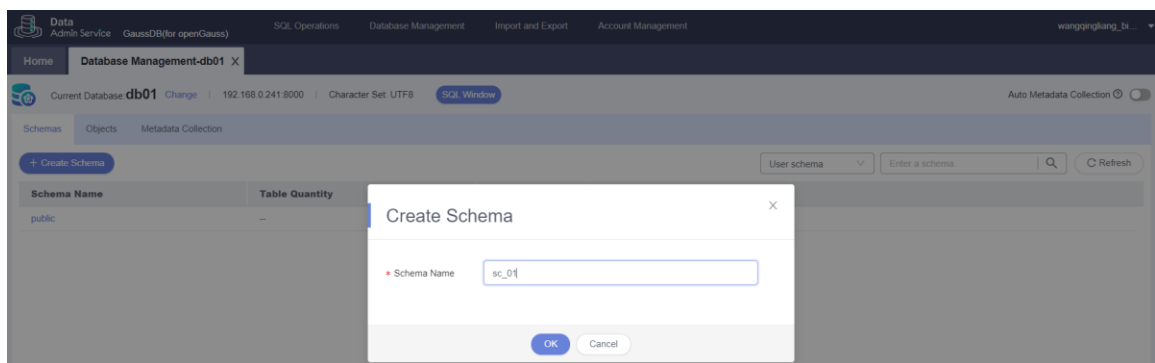 Data
Admin Service GaussDB(for openGauss) SQL Operations Database Management Import and Export Account Management wangqingliang_bi...
Home Database Management-db01 X
Current Database:db01 Change 192.168.0.241:8000 Character Set: UTF8 SQL Window Auto Metadata Collection
Schemas Objects Metadata Collection
+ Create Schema User schema Enter a schema. Refresh
Schema Name Table Quantity
public --
Create Schema
* Schema Name sc_01
OK Cancel